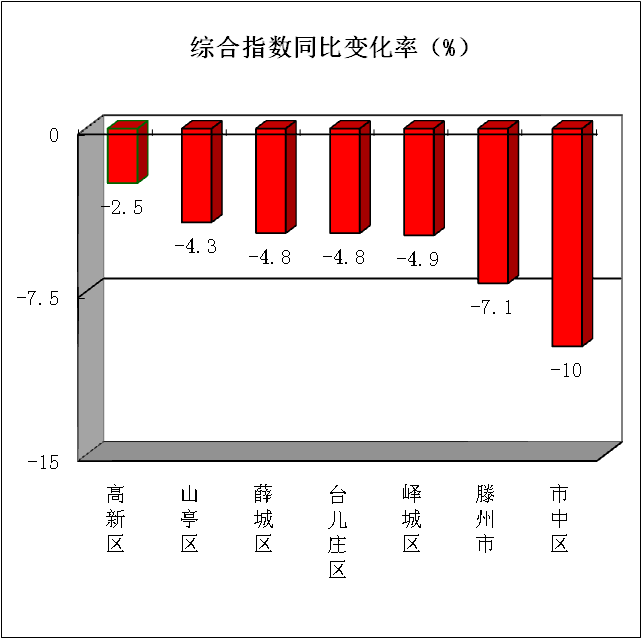 综合指数同比变化率（%）
0
-7.5
-15
-2.5
-4.3
-4.8
-4.8
-4.9
-7.1
-10
高新区
山亭区
薛城区
台儿庄区
峄城区
滕州市
市中区